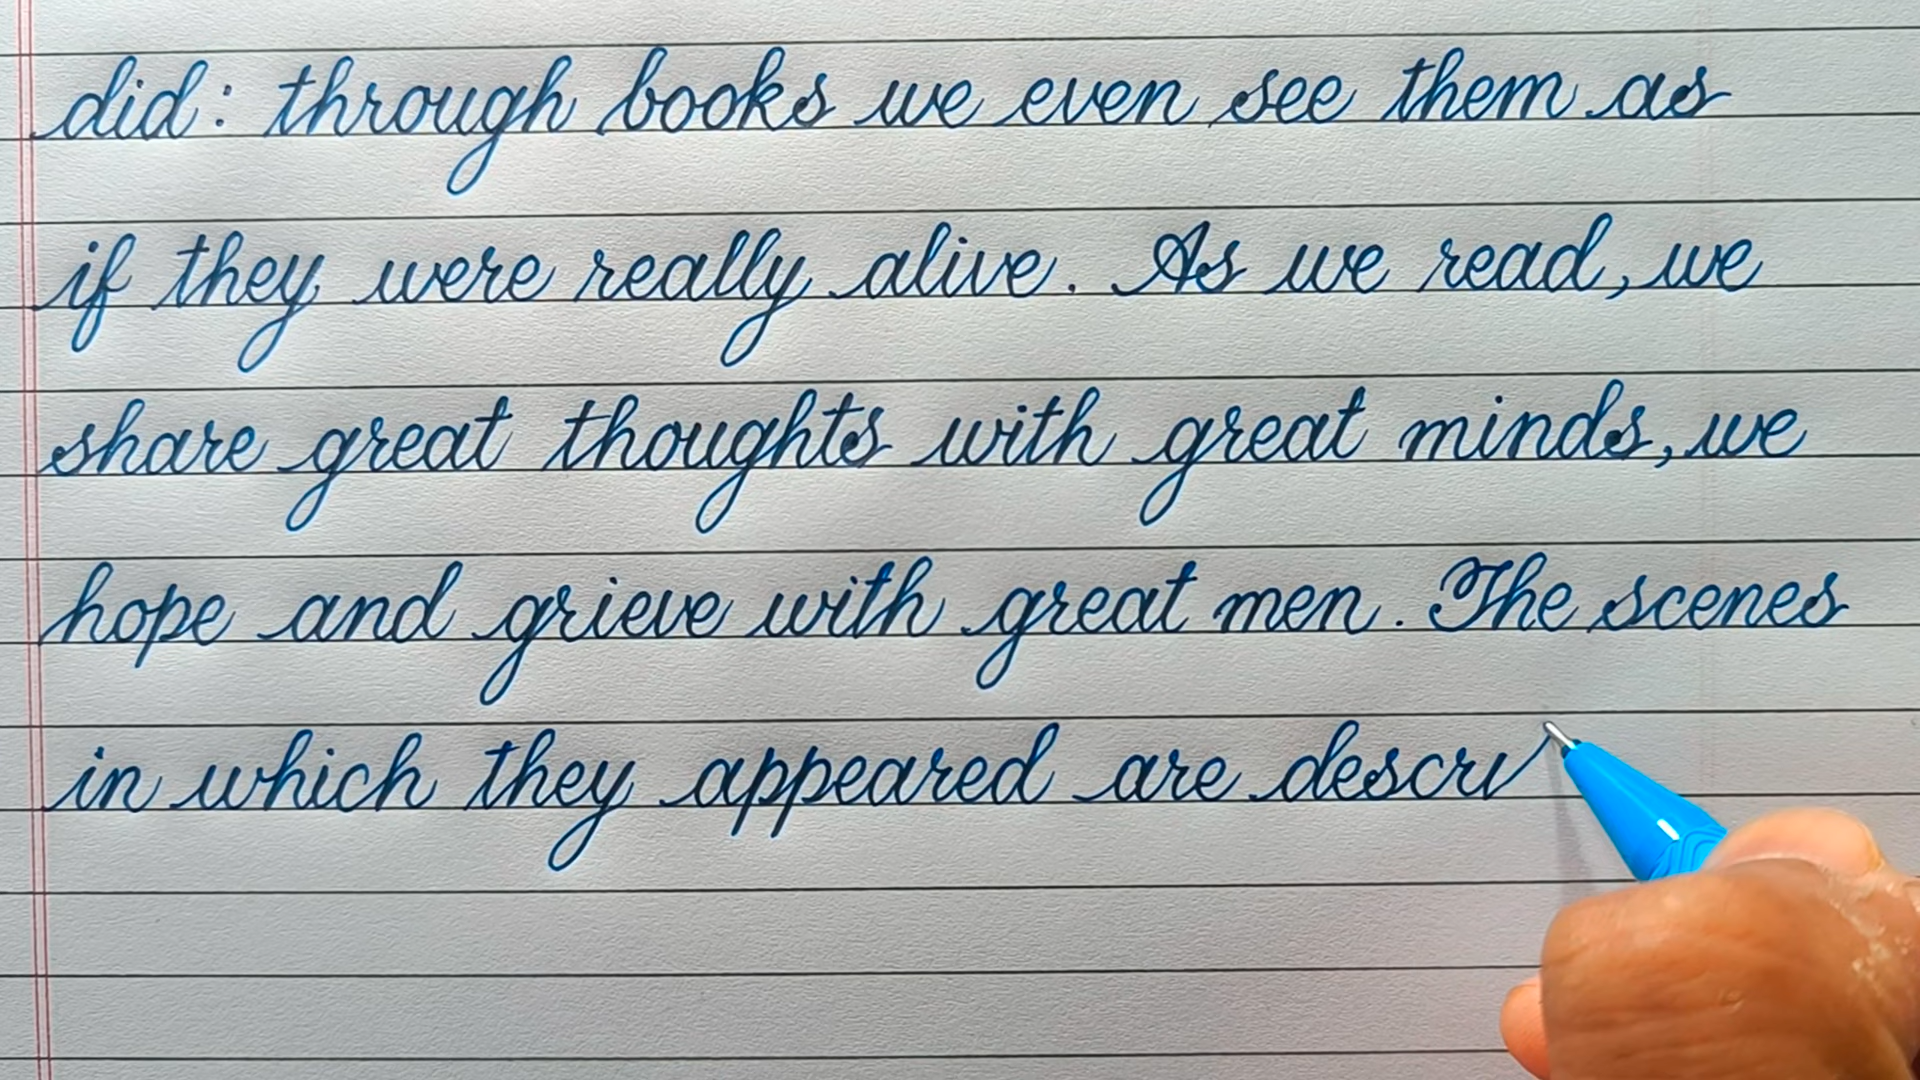 did: through books we even see them as
if they were really alive. As we read, we
share great thoughts with great minds, we
hope and grieve with great men. The scenes
in which they appeared are descri